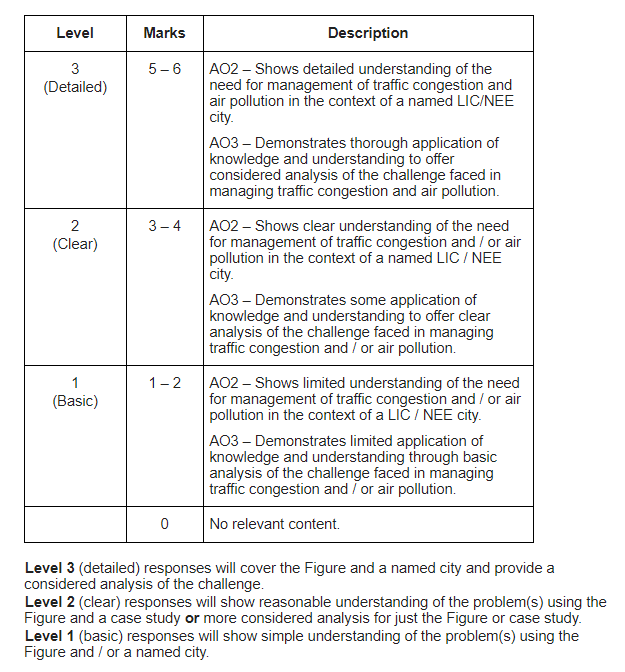 Level Marks Description
3 5 – 6 AO2 – Shows detailed understanding of the
(Detailed) need for management of traffic congestion and
air pollution in the context of a named LIC/NEE
city.
AO3 – Demonstrates thorough application of
knowledge and understanding to offer
considered analysis of the challenge faced in
managing traffic congestion and air pollution.
2 3 – 4 AO2 – Shows clear understanding of the need
(Clear) for management of traffic congestion and / or air
pollution in the context of a named LIC / NEE
city.
AO3 – Demonstrates some application of
knowledge and understanding to offer clear
analysis of the challenge faced in managing
traffic congestion and / or air pollution.
1 1 – 2 AO2 – Shows limited understanding of the need
(Basic) for management of traffic congestion and / or air
pollution in the context of a LIC / NEE city.
AO3 – Demonstrates limited application of
knowledge and understanding through basic
analysis of the challenge faced in managing
traffic congestion and / or air pollution.
0 No relevant content.
Level 3 (detailed) responses will cover the Figure and a named city and provide a
considered analysis of the challenge.
Level 2 (clear) responses will show reasonable understanding of the problem(s) using the
Figure and a case study or more considered analysis for just the Figure or case study.
Level 1 (basic) responses will show simple understanding of the problem(s) using the
Figure and / or a named city.